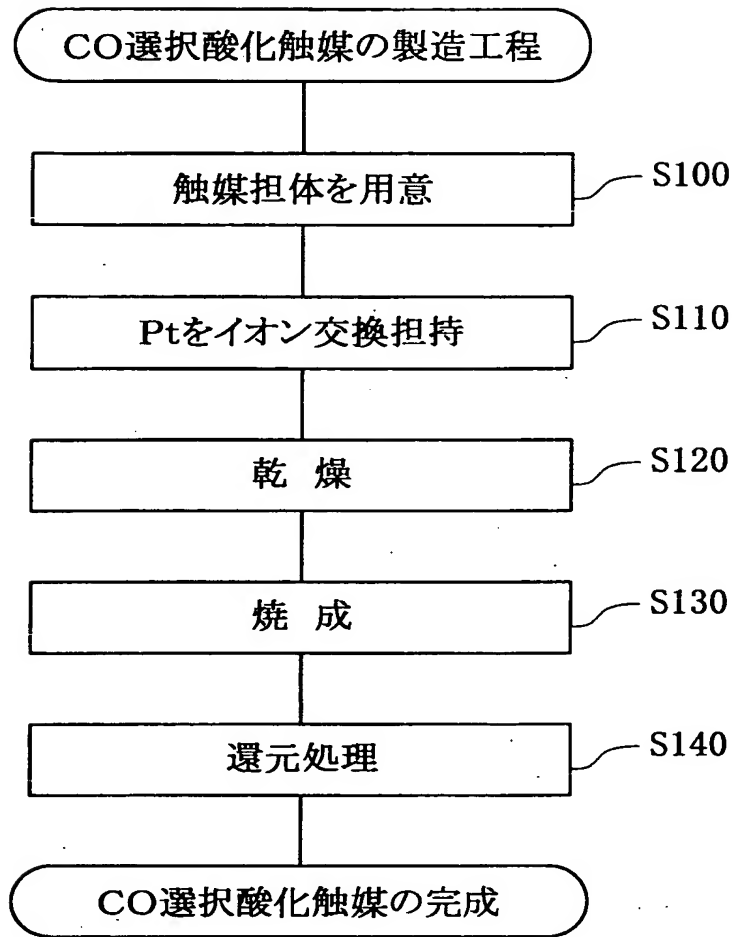 CO選択酸化触媒の製造工程
触媒担体を用意
S100
Ptをイオン交換担持
S110
乾 燥
S120
焼 成
S130
還元処理
S140
CO選択酸化触媒の完成